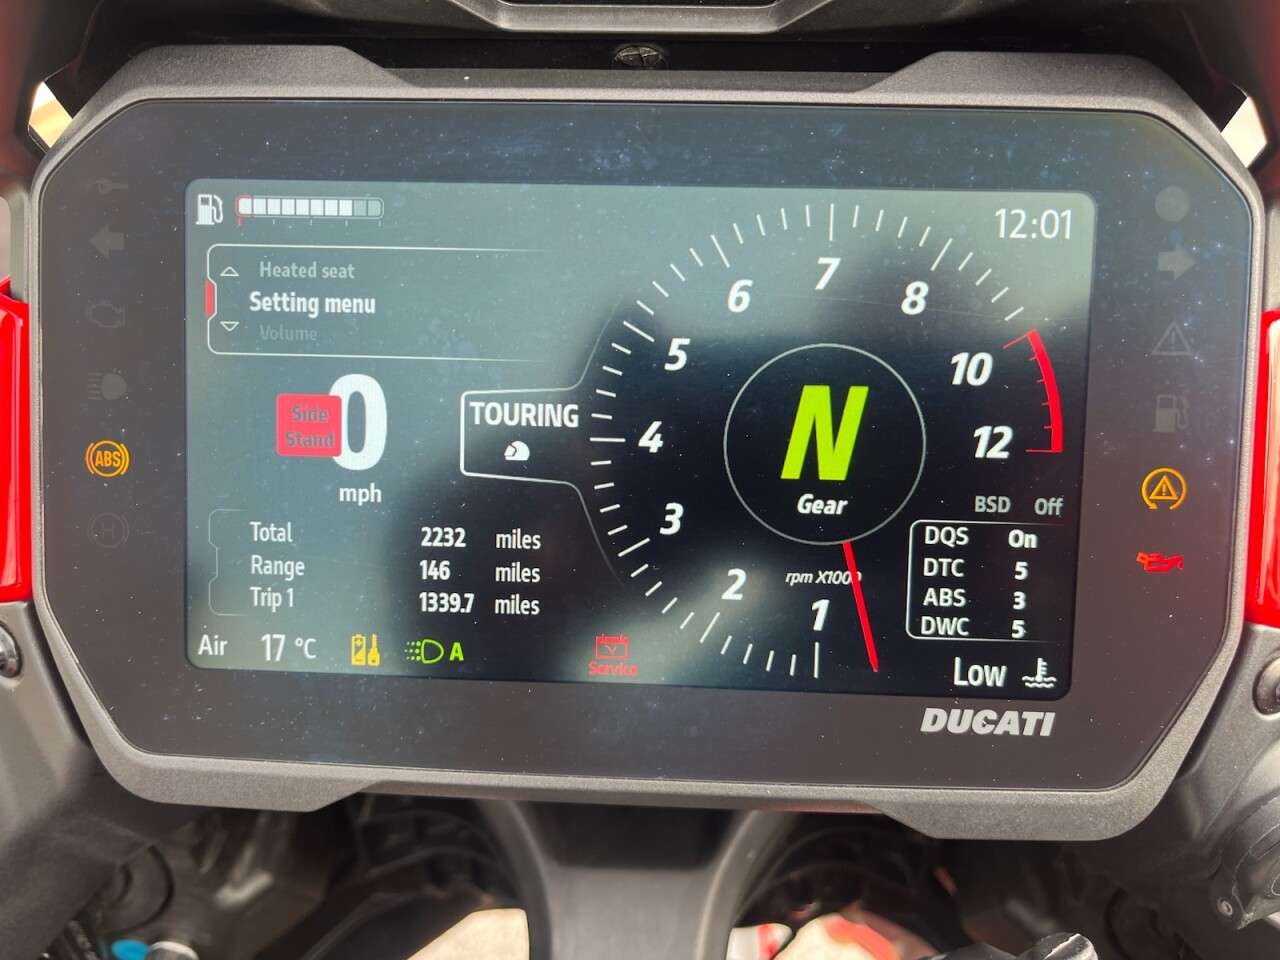 12:01
Heated seat
Setting menu
Volume
Side
Stand
0
mph
TOURING
1
2
3
4
5
6
7
8
10
12
N
Gear
rpm X1000
BSD Off
DQS On
DTC 5
ABS 3
DWC 5
Total 2232 miles
Range 146 miles
Trip 1 1339.7 miles
Air 17 °C
A
Service
Low
ABS
DUCATI